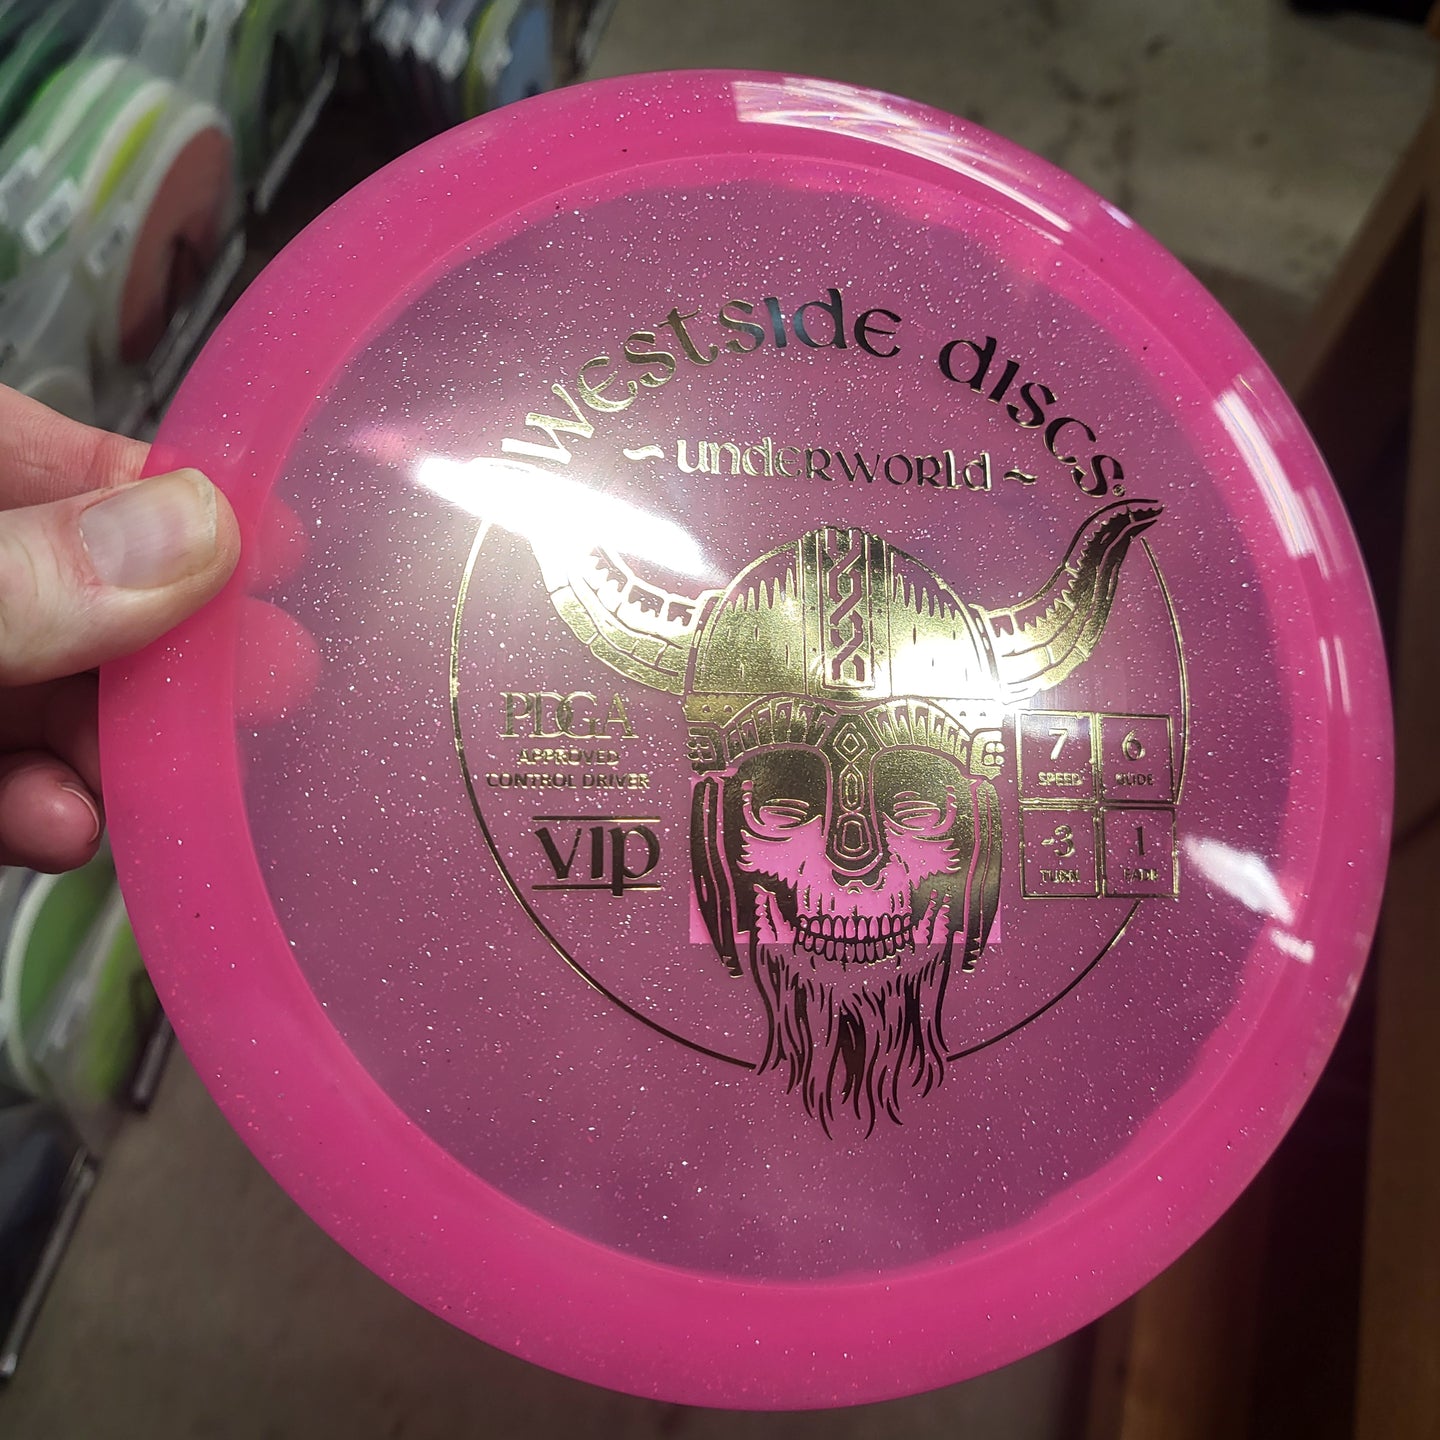 westside discs®
~ underworld ~
PDGA
APPROVED
CONTROL DRIVER
VIP
7
SPEED
6
GLIDE
-3
TURN
1
FADE